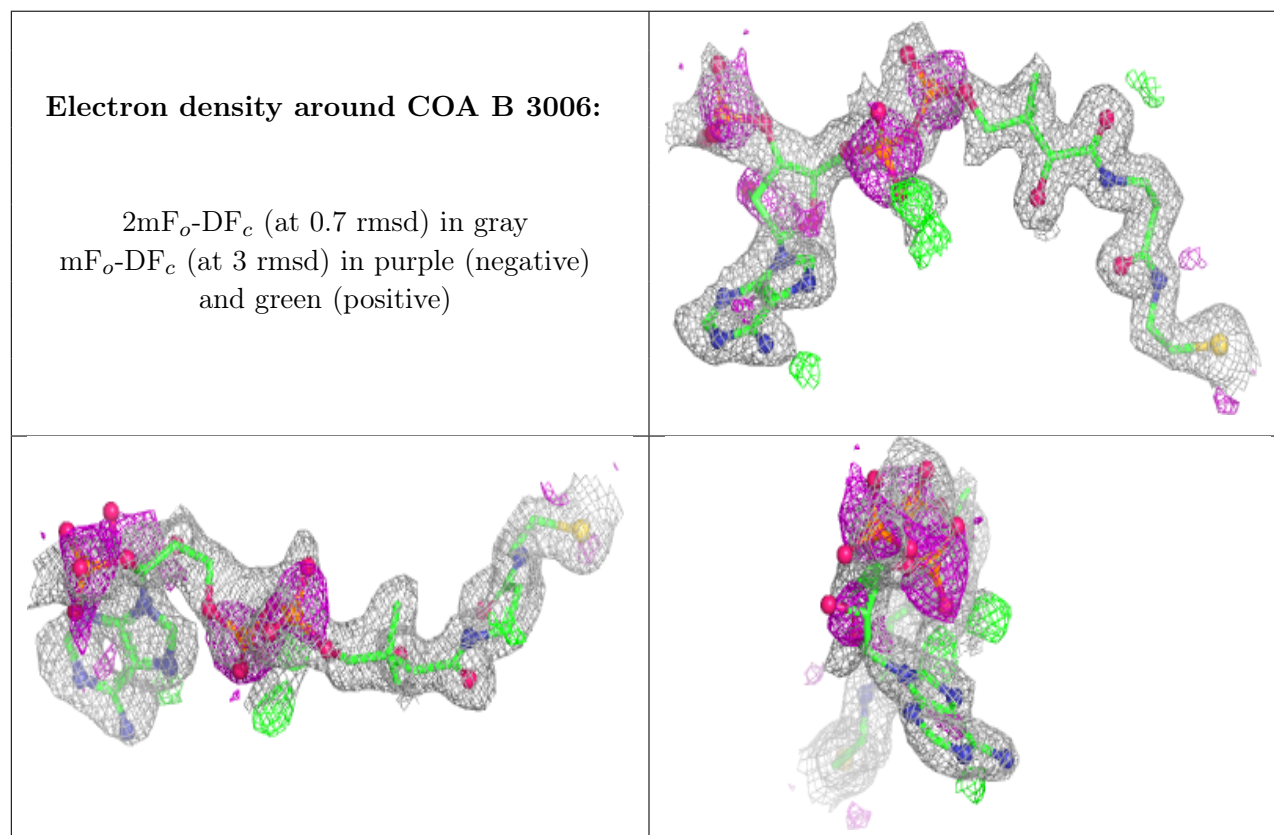 Electron density around COA B 3006:
2mFo-DFc (at 0.7 rmsd) in gray
mFo-DFc (at 3 rmsd) in purple (negative)
and green (positive)